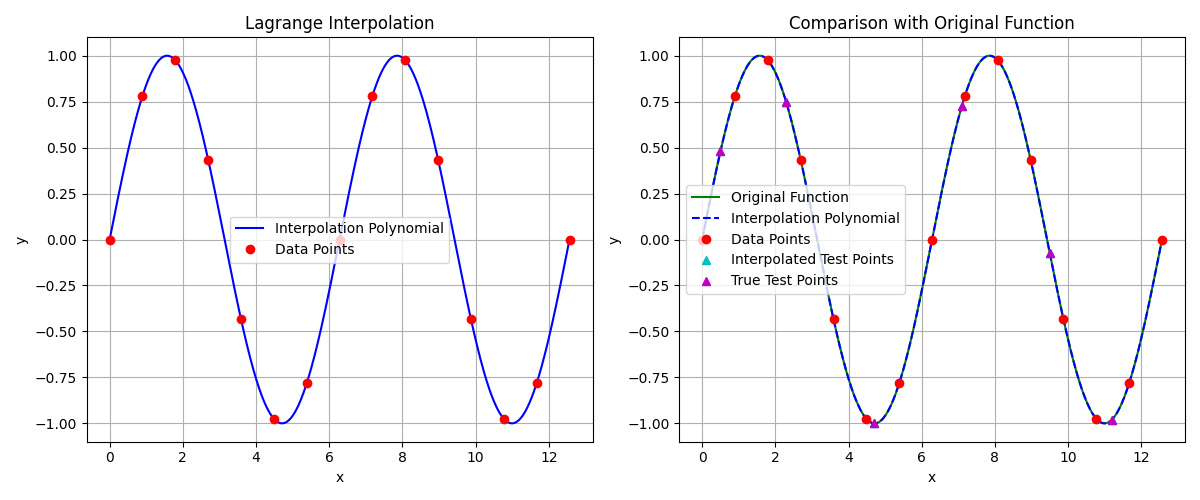 Lagrange Interpolation
1.00
0.75
0.50
0.25
0.00
−0.25
−0.50
−0.75
−1.00
y
0 2 4 6 8 10 12
x
Interpolation Polynomial
Data Points
Comparison with Original Function
1.00
0.75
0.50
0.25
0.00
−0.25
−0.50
−0.75
−1.00
y
0 2 4 6 8 10 12
x
Original Function
Interpolation Polynomial
Data Points
Interpolated Test Points
True Test Points